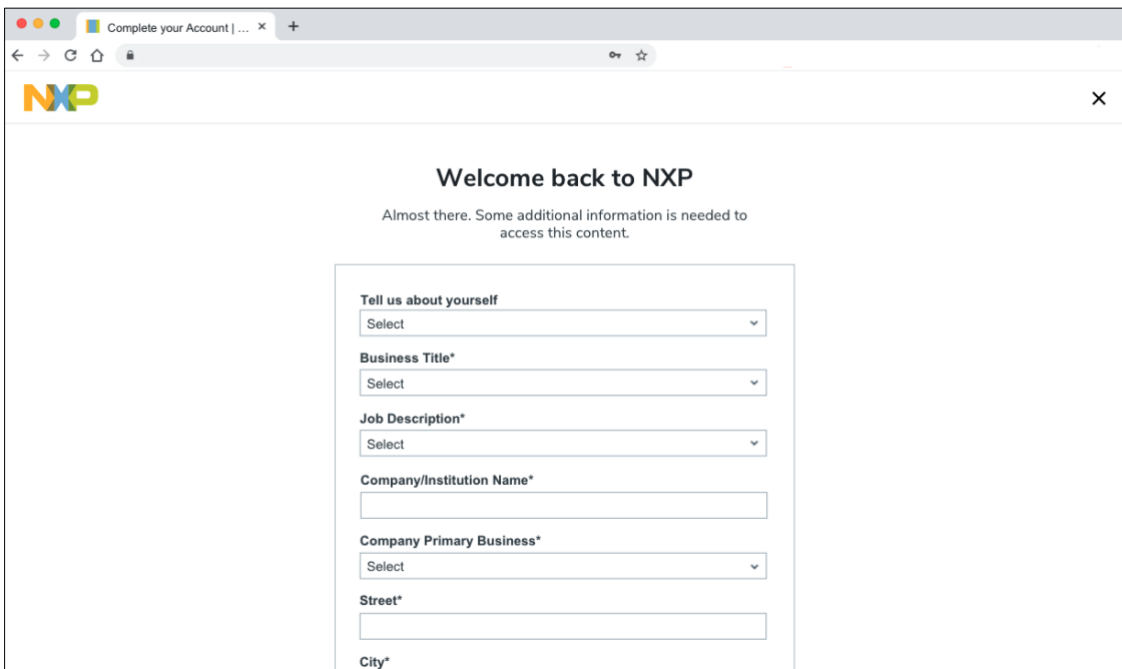 Complete your Account | ...
NXP
Welcome back to NXP
Almost there. Some additional information is needed to
access this content.
Tell us about yourself
Select
Business Title*
Select
Job Description*
Select
Company/Institution Name*
Company Primary Business*
Select
Street*
City*